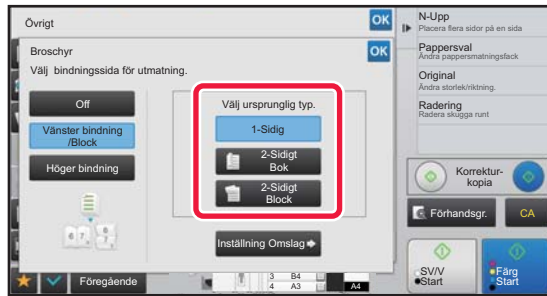 Övrigt
OK
Broschyr
OK
Välj bindningssida för utmatning.
Off
Vänster bindning
/Block
Höger bindning
Välj ursprunglig typ.
1-Sidig
2-Sidigt
Bok
2-Sidigt
Block
Inställning Omslag
Föregående
3 B4
4 A3
A4
N-Upp
Placera flera sidor på en sida
Pappersval
Ändra pappersmatningsfack
Original
Ändra storlek/riktning.
Radering
Radera skugga runt
Korrektur-
kopia
Förhandsgr.
CA
SV/V
Start
Färg
Start